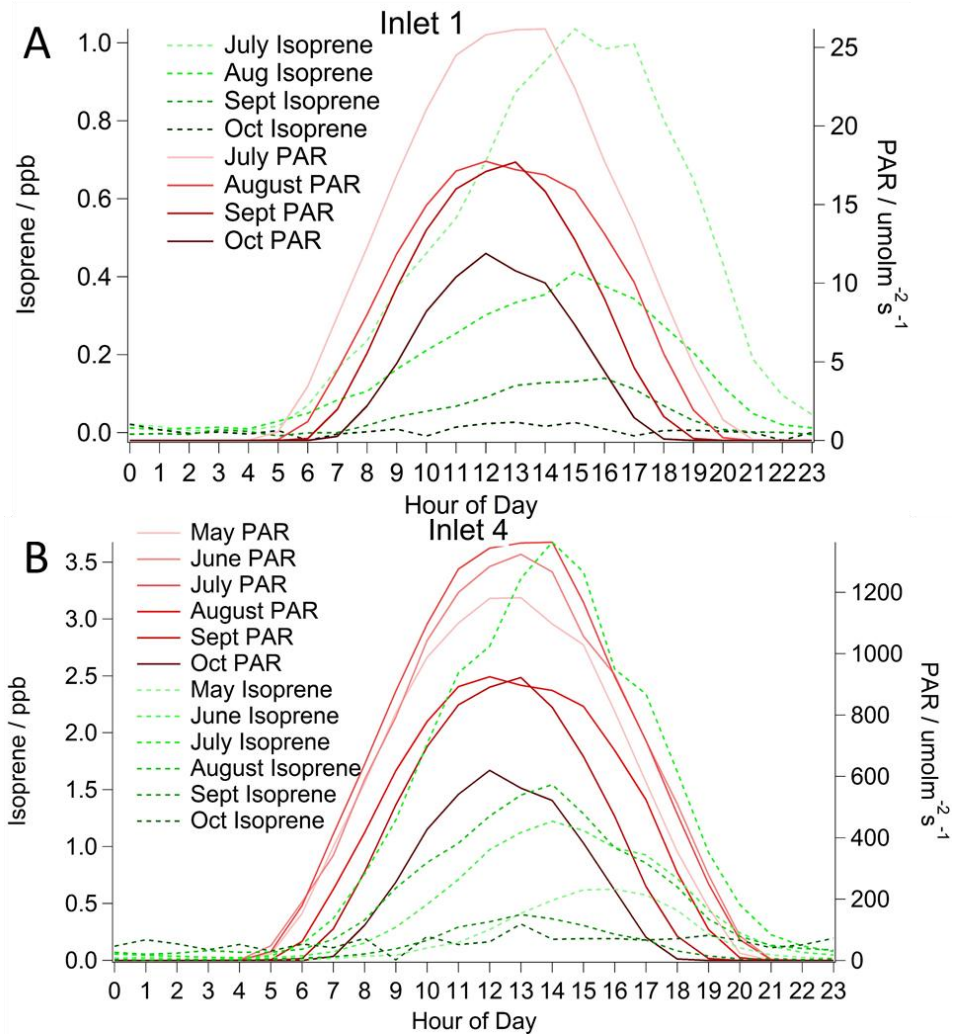 A
Inlet 1
July Isoprene
Aug Isoprene
Sept Isoprene
Oct Isoprene
July PAR
August PAR
Sept PAR
Oct PAR
Isoprene / ppb
1.0
0.8
0.6
0.4
0.2
0.0
PAR / umolm-2s-1
25
20
15
10
5
0
0 1 2 3 4 5 6 7 8 9 10 11 12 13 14 15 16 17 18 19 20 21 22 23
Hour of Day
B
Inlet 4
May PAR
June PAR
July PAR
August PAR
Sept PAR
Oct PAR
May Isoprene
June Isoprene
July Isoprene
August Isoprene
Sept Isoprene
Oct Isoprene
Isoprene / ppb
3.5
3.0
2.5
2.0
1.5
1.0
0.5
0.0
PAR / umolm-2s-1
1200
1000
800
600
400
200
0
0 1 2 3 4 5 6 7 8 9 10 11 12 13 14 15 16 17 18 19 20 21 22 23
Hour of Day